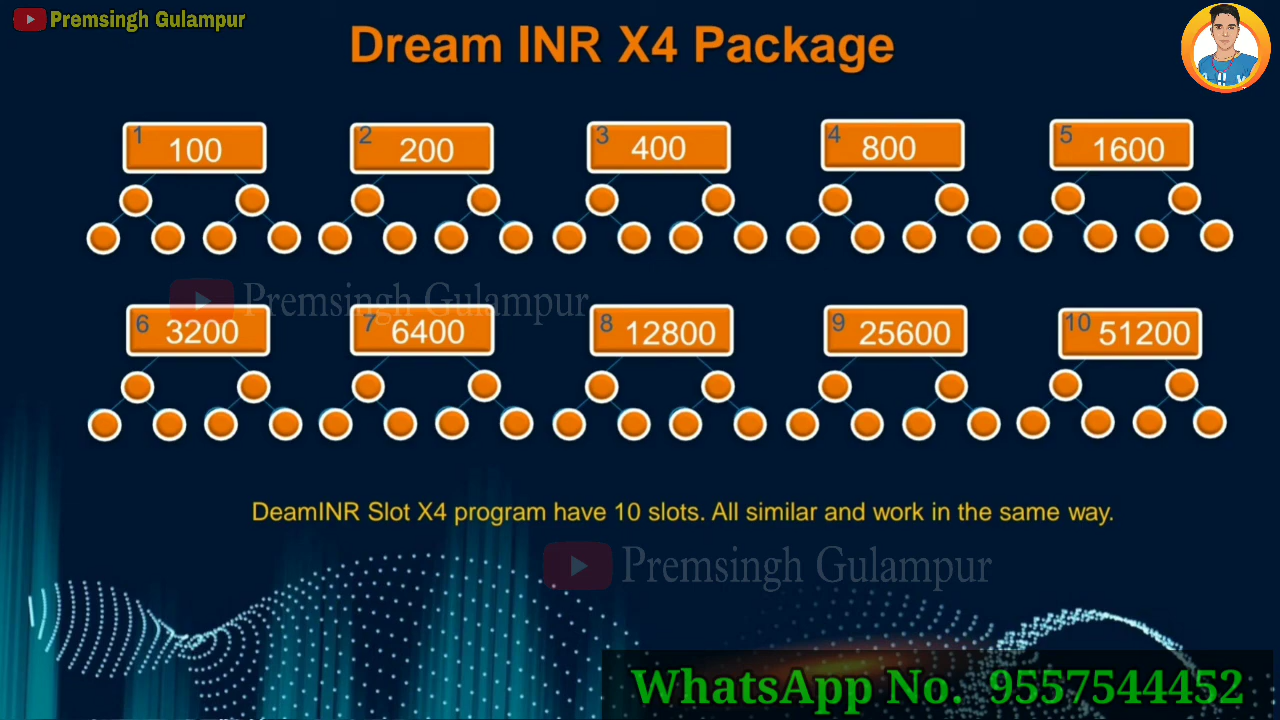 Premsingh Gulampur
Dream INR X4 Package
1 100
2 200
3 400
4 800
5 1600
6 3200
7 6400
8 12800
9 25600
10 51200
Premsingh Gulampur
DeamINR Slot X4 program have 10 slots. All similar and work in the same way.
Premsingh Gulampur
WhatsApp No. 9557544452